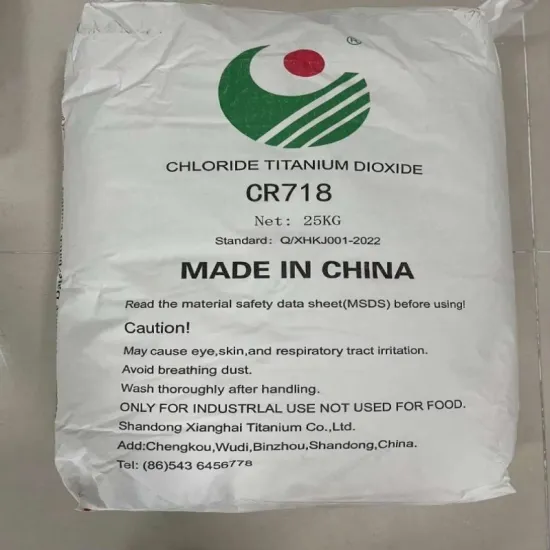 ®
CHLORIDE TITANIUM DIOXIDE
CR718
Net: 25KG
Standard: Q/XHKJ001-2022
MADE IN CHINA
Read the material safety data sheet(MSDS) before using!
Caution!
May cause eye,skin,and respiratory tract irritation.
Avoid breathing dust.
Wash thoroughly after handling.
ONLY FOR INDUSTRLAL USE NOT USED FOR FOOD.
Shandong Xianghai Titanium Co.,Ltd.
Add:Chengkou,Wudi,Binzhou,Shandong,China.
Tel: (86)543 6456778